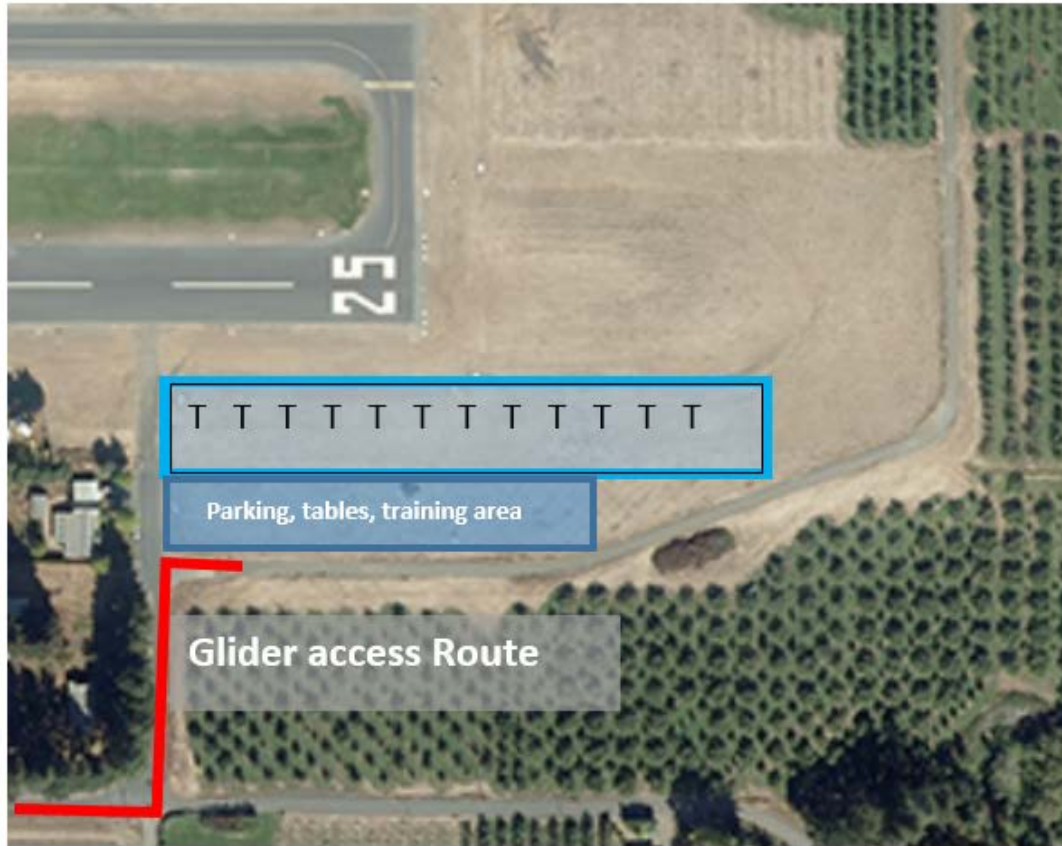 25
T T T T T T T T T T T T
Parking, tables, training area
Glider access Route